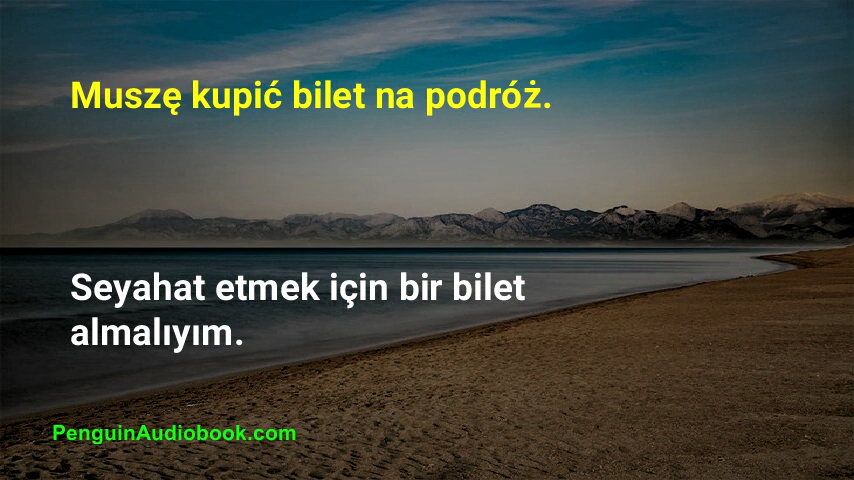 Muszę kupić bilet na podróż.
Seyahat etmek için bir bilet
almalıyım.
PenguinAudiobook.com